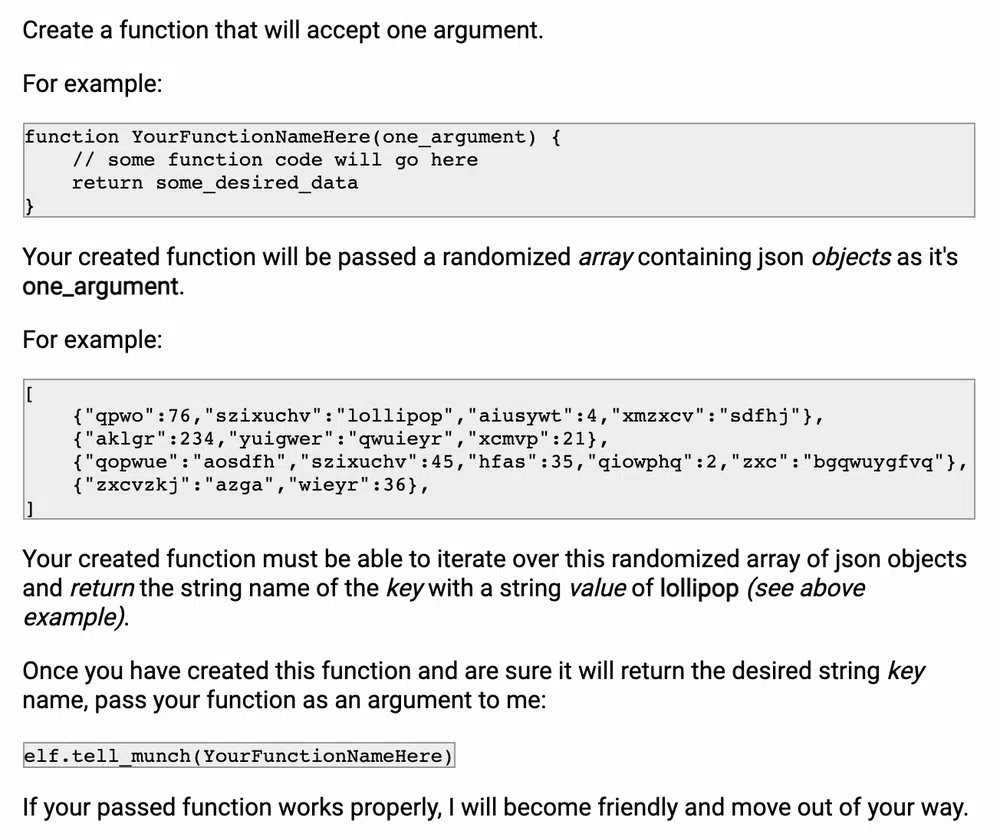 Create a function that will accept one argument.
For example:
function YourFunctionNameHere(one_argument) {
    // some function code will go here
    return some_desired_data
}
Your created function will be passed a randomized array containing json objects as it's
one_argument.
For example:
[
    {"qpwo":76,"szixuchv":"lollipop","aiusywt":4,"xmzxcv":"sdfhj"},
    {"aklgr":234,"yuigwer":"qwuieyr","xcmvp":21},
    {"qopwue":"aosdfh","szixuchv":45,"hfas":35,"qiowphq":2,"zxc":"bgqwuygfvq"},
    {"zxcvzkj":"azga","wieyr":36},
]
Your created function must be able to iterate over this randomized array of json objects
and return the string name of the key with a string value of lollipop (see above
example).
Once you have created this function and are sure it will return the desired string key
name, pass your function as an argument to me:
elf.tell_munch(YourFunctionNameHere)
If your passed function works properly, I will become friendly and move out of your way.